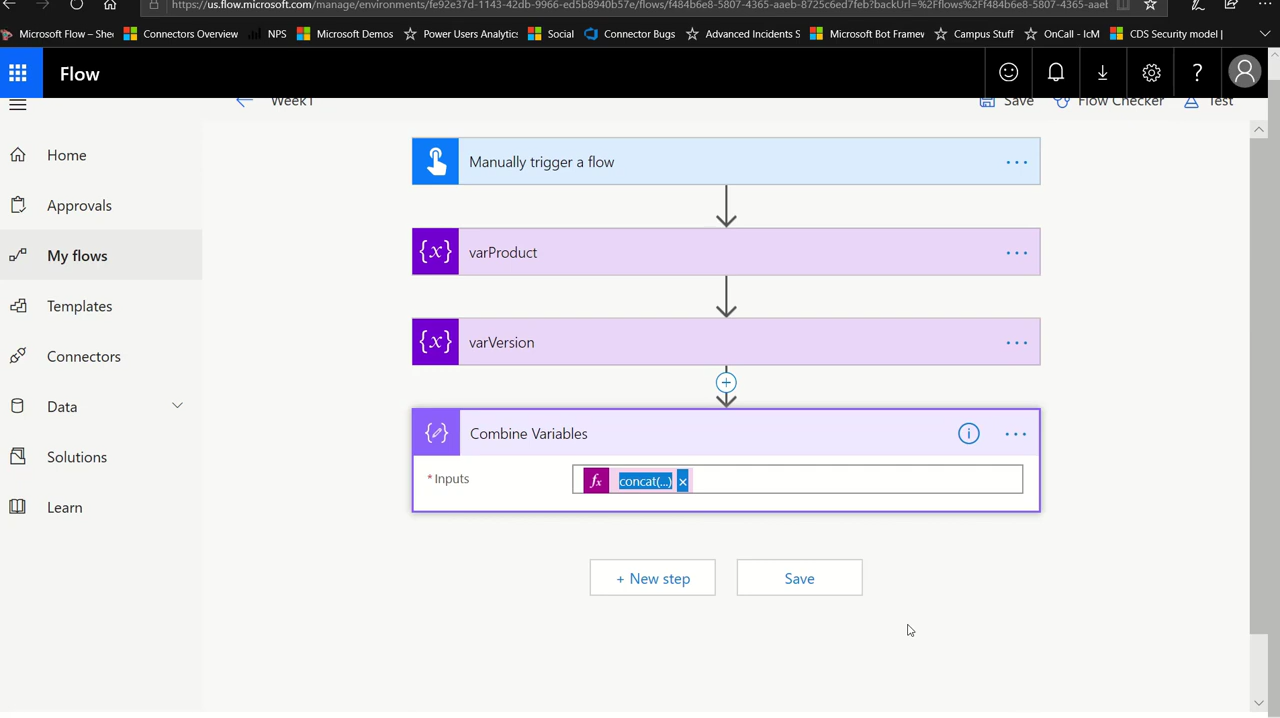 https://us.flow.microsoft.com/manage/environments/fe92e37d-1143-42db-9966-ed5b8940b57e/flows/f484b6e8-5807-4365-aaeb-8725c6ed7feb?backUrl=%2Fflows%2Ff484b6e8-5807-4365-aaeb
Microsoft Flow – She
Connectors Overview
NPS
Microsoft Demos
Power Users Analytics
Social
Connector Bugs
Advanced Incidents S
Microsoft Bot Framew
Campus Stuff
OnCall - IcM
CDS Security model |
Flow
?
Week1
Save
Flow Checker
Test
Home
Approvals
My flows
Templates
Connectors
Data
Solutions
Learn
Manually trigger a flow
{x} varProduct
{x} varVersion
Combine Variables
* Inputs
fx concat(...) ×
+ New step
Save